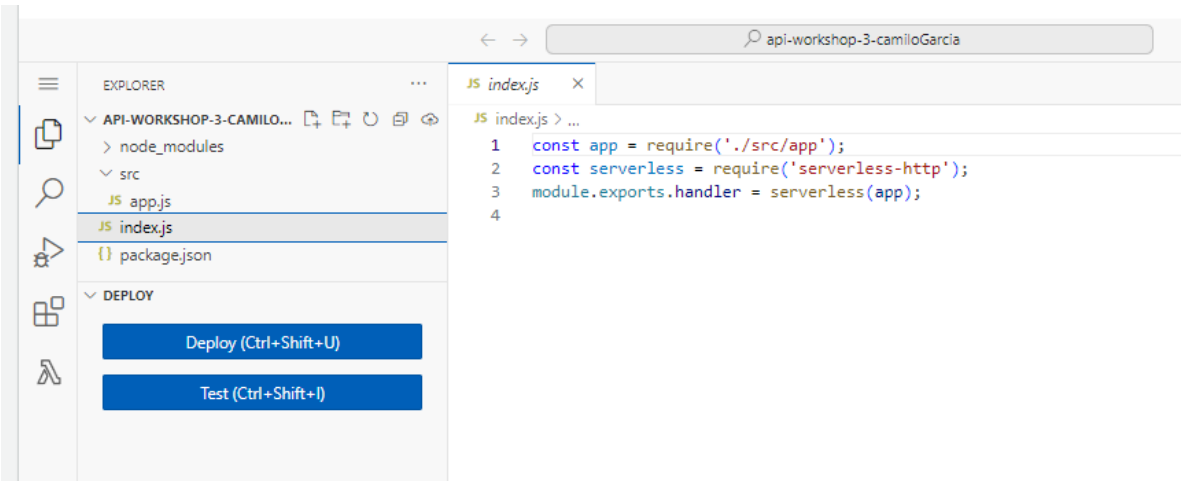 api-workshop-3-camiloGarcia
EXPLORER ...
API-WORKSHOP-3-CAMILO...
node_modules
src
JS app.js
JS index.js
{} package.json
DEPLOY
Deploy (Ctrl+Shift+U)
Test (Ctrl+Shift+I)
JS index.js ×
JS index.js > ...
1 const app = require('./src/app');
2 const serverless = require('serverless-http');
3 module.exports.handler = serverless(app);
4